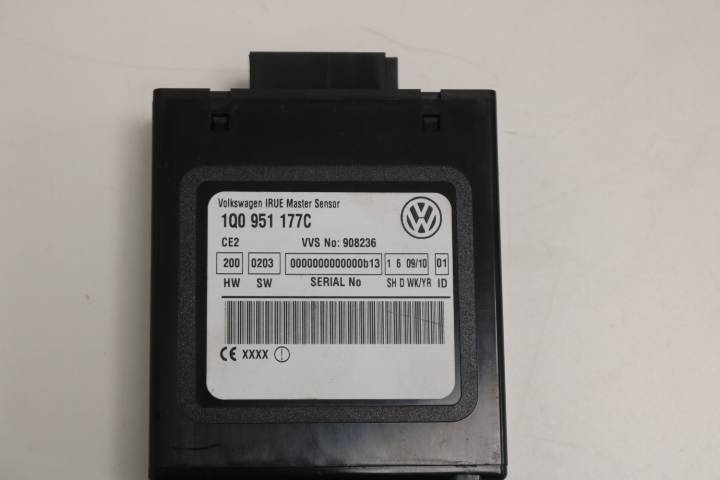 Volkswagen IRUE Master Sensor
1Q0 951 177C
CE2 VVS No: 908236
200 0203 0000000000000b13 1 6 09/10 01
HW SW SERIAL No SH D WK/YR ID
CE XXXX